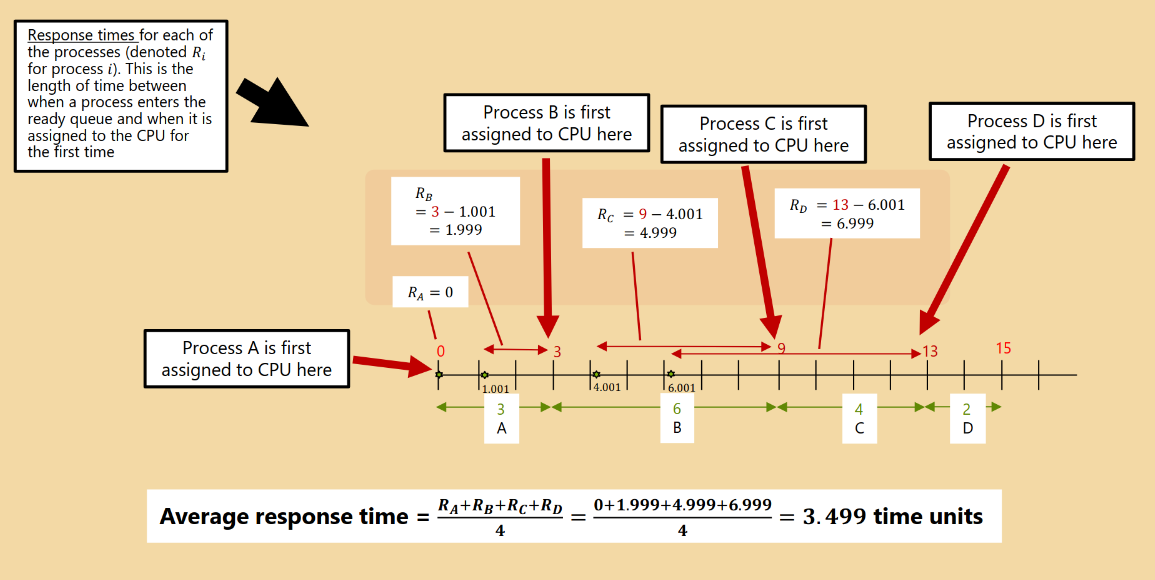 Response times for each of
the processes (denoted R_i
for process i). This is the
length of time between
when a process enters the
ready queue and when it is
assigned to the CPU for
the first time
Process B is first
assigned to CPU here
Process C is first
assigned to CPU here
Process D is first
assigned to CPU here
R_B
= 3 − 1.001
= 1.999
R_C = 9 − 4.001
= 4.999
R_D = 13 − 6.001
= 6.999
R_A = 0
Process A is first
assigned to CPU here
0 3 9 13 15
1.001 4.001 6.001
3 6 4 2
A B C D
Average response time = (R_A+R_B+R_C+R_D)/4 = (0+1.999+4.999+6.999)/4 = 3.499 time units